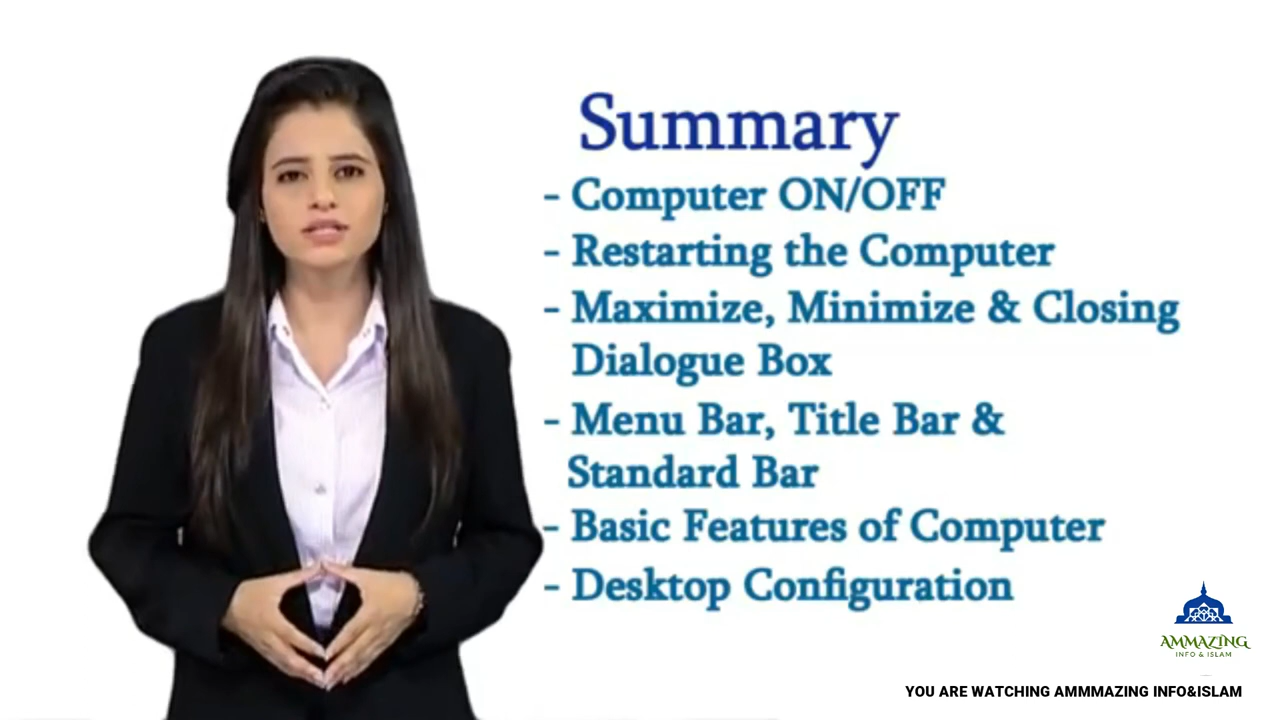 Summary
- Computer ON/OFF
- Restarting the Computer
- Maximize, Minimize & Closing
Dialogue Box
- Menu Bar, Title Bar &
Standard Bar
- Basic Features of Computer
- Desktop Configuration
AMMAZING
INFO & ISLAM
YOU ARE WATCHING AMMMAZING INFO&ISLAM